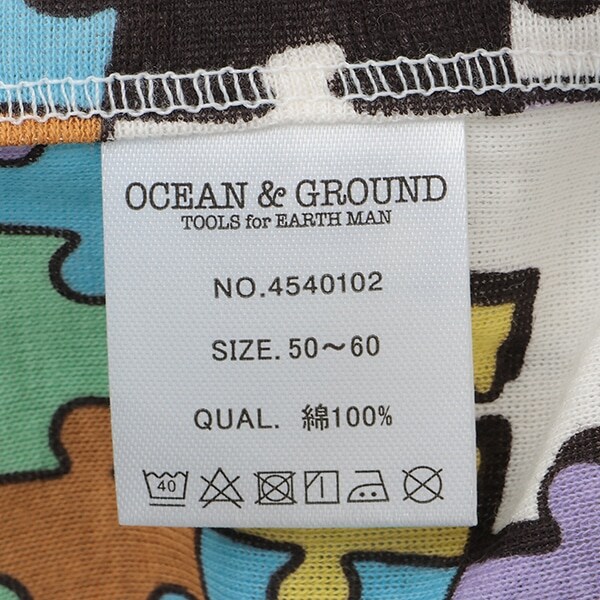 OCEAN & GROUND
TOOLS for EARTH MAN
NO.4540102
SIZE. 50〜60
QUAL. 綿100%
40